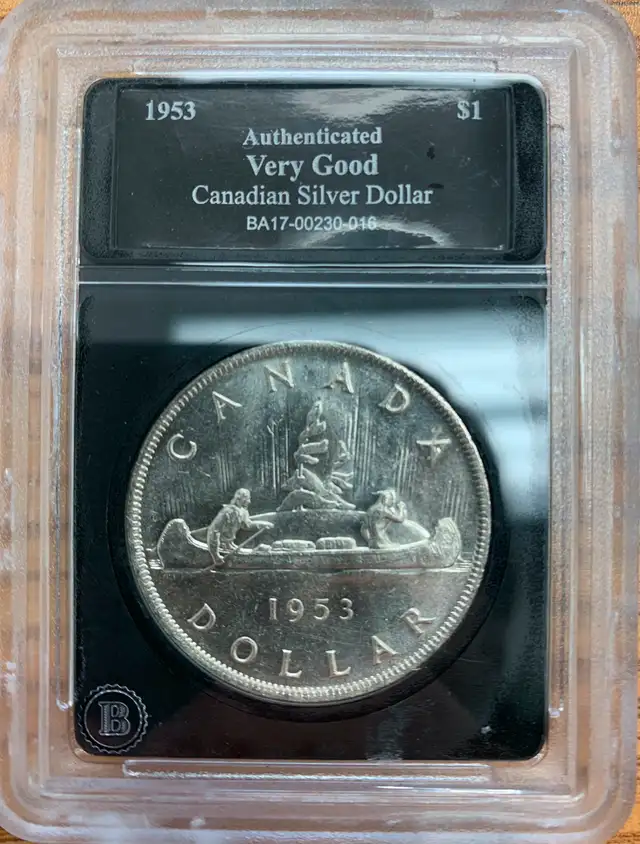 1953 $1
Authenticated
Very Good
Canadian Silver Dollar
BA17-00230-016
CANADA
1953
DOLLAR
B